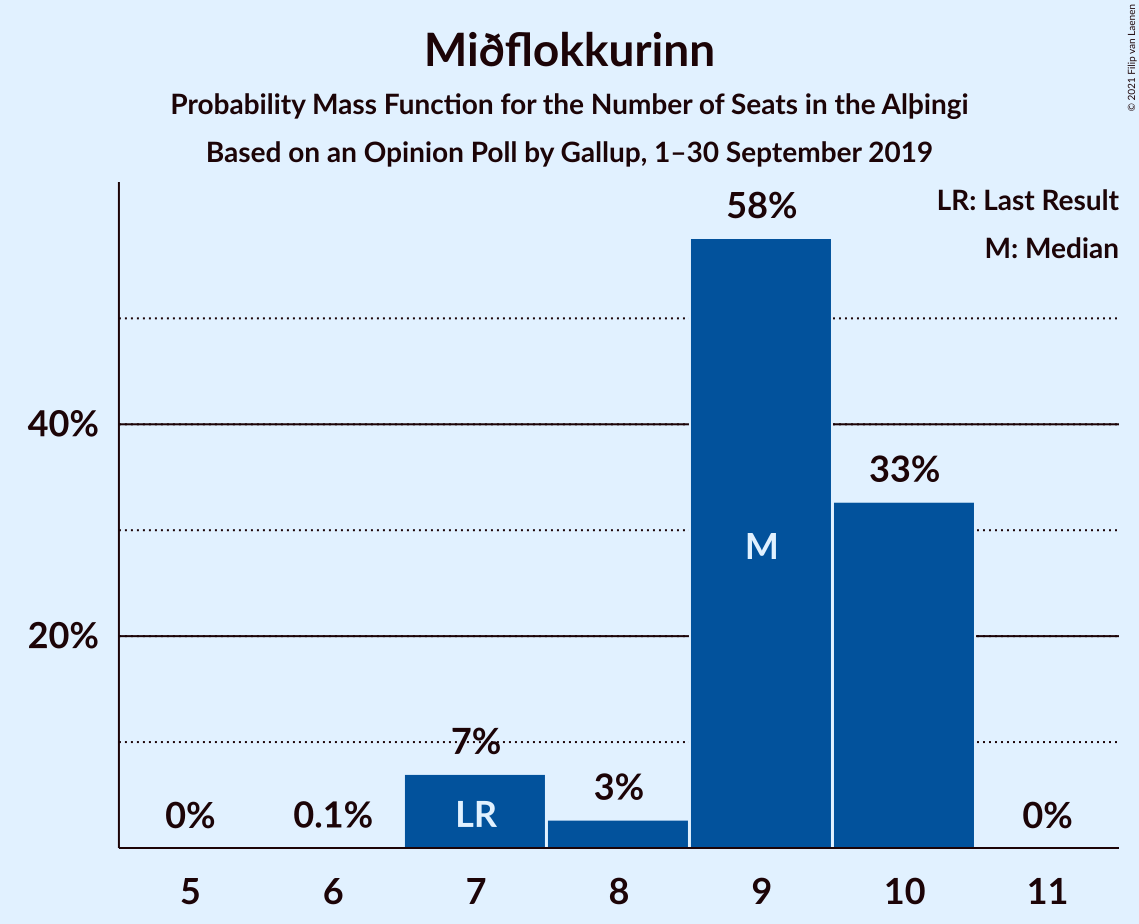 Miðflokkurinn
Probability Mass Function for the Number of Seats in the Alþingi
Based on an Opinion Poll by Gallup, 1–30 September 2019
© 2021 Filip van Laenen
LR: Last Result
M: Median
58%
40%
33%
M
20%
7%
3%
0%
0.1%
LR
0%
5
6
7
8
9
10
11